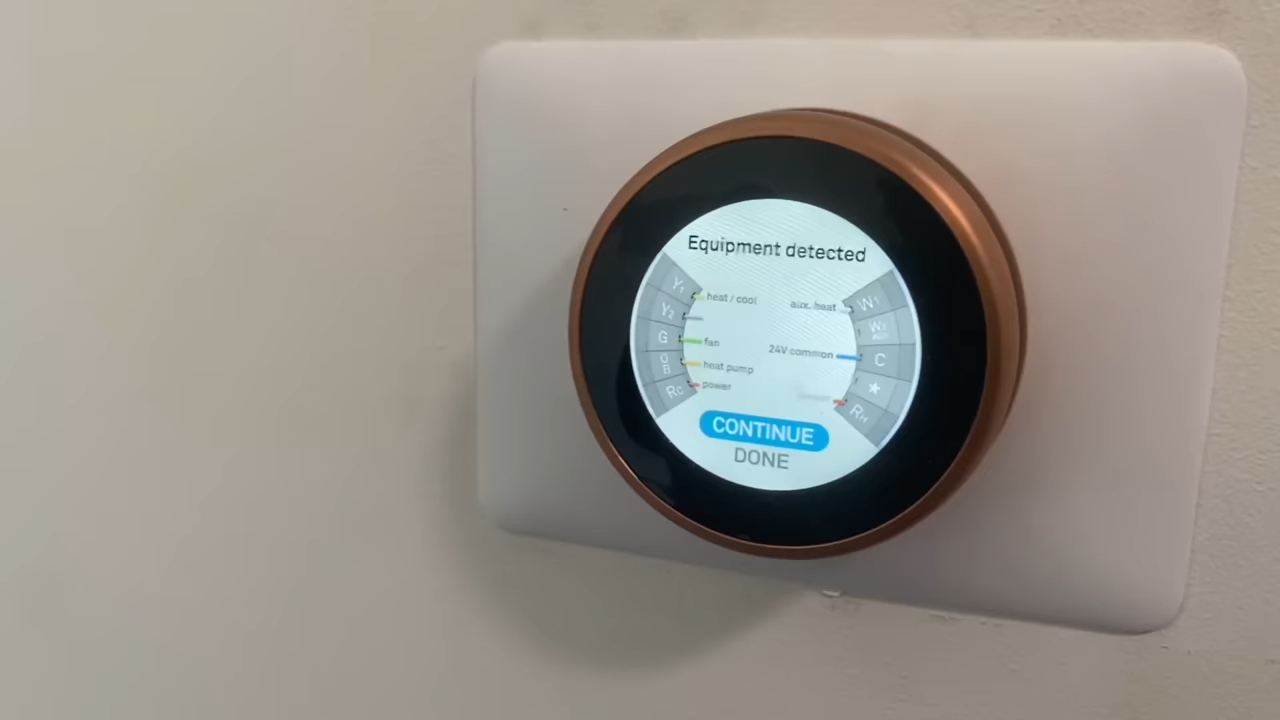 Equipment detected
Y1 heat / cool
Y2
G fan
O
B heat pump
Rc power
aux. heat W1
W2
AUX
24V common C
RH
CONTINUE
DONE